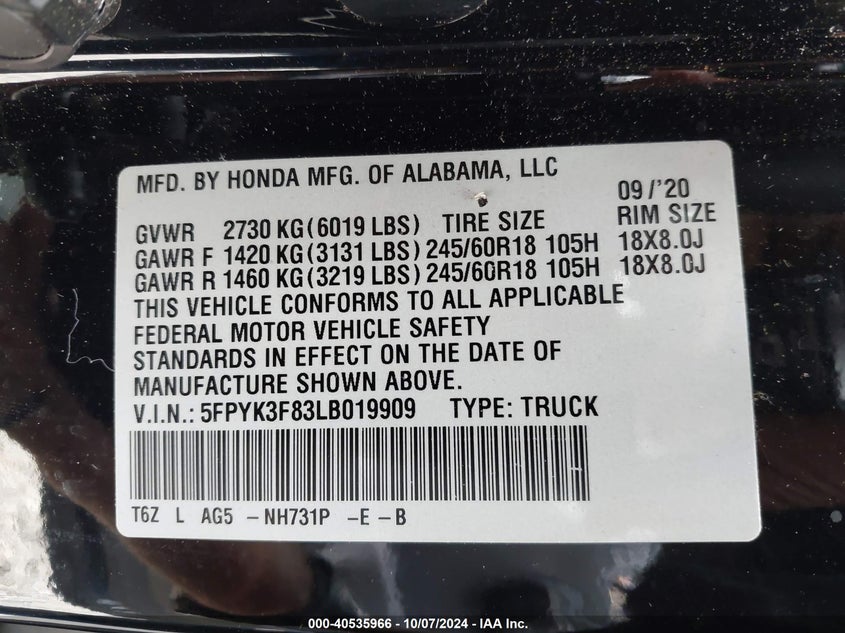 MFD. BY HONDA MFG. OF ALABAMA, LLC
09/'20
GVWR 2730 KG(6019 LBS) TIRE SIZE RIM SIZE
GAWR F 1420 KG(3131 LBS)245/60R18 105H 18X8.0J
GAWR R 1460 KG(3219 LBS)245/60R18 105H 18X8.0J
THIS VEHICLE CONFORMS TO ALL APPLICABLE
FEDERAL MOTOR VEHICLE SAFETY
STANDARDS IN EFFECT ON THE DATE OF
MANUFACTURE SHOWN ABOVE.
V.I.N.: 5FPYK3F83LB019909 TYPE: TRUCK
T6Z L AG5 -NH731P -E -B
000-40535966 - 10/07/2024 - IAA Inc.